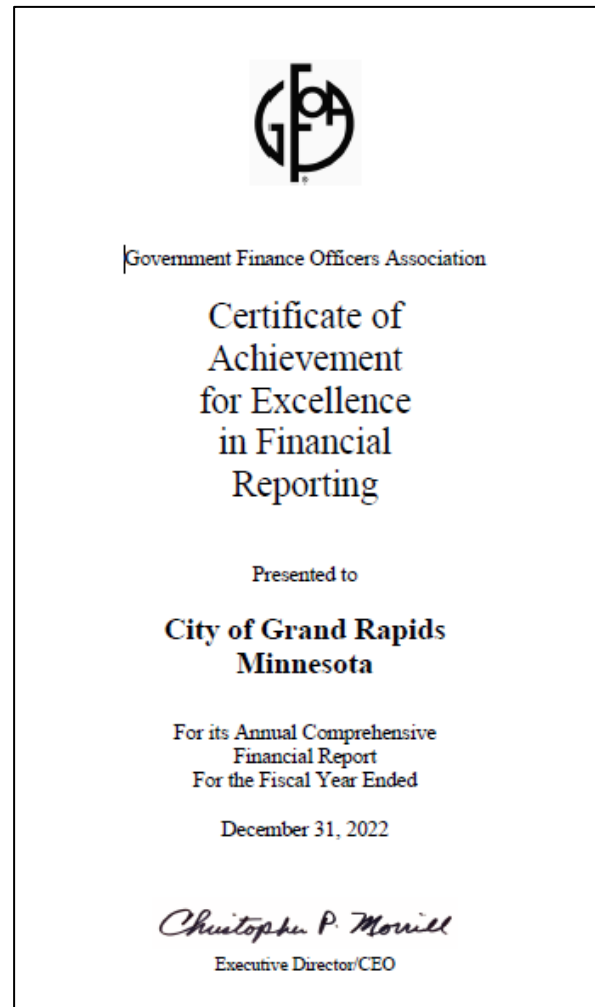 GFOA
®
Government Finance Officers Association
Certificate of
Achievement
for Excellence
in Financial
Reporting
Presented to
City of Grand Rapids
Minnesota
For its Annual Comprehensive
Financial Report
For the Fiscal Year Ended
December 31, 2022
Christopher P. Morrill
Executive Director/CEO